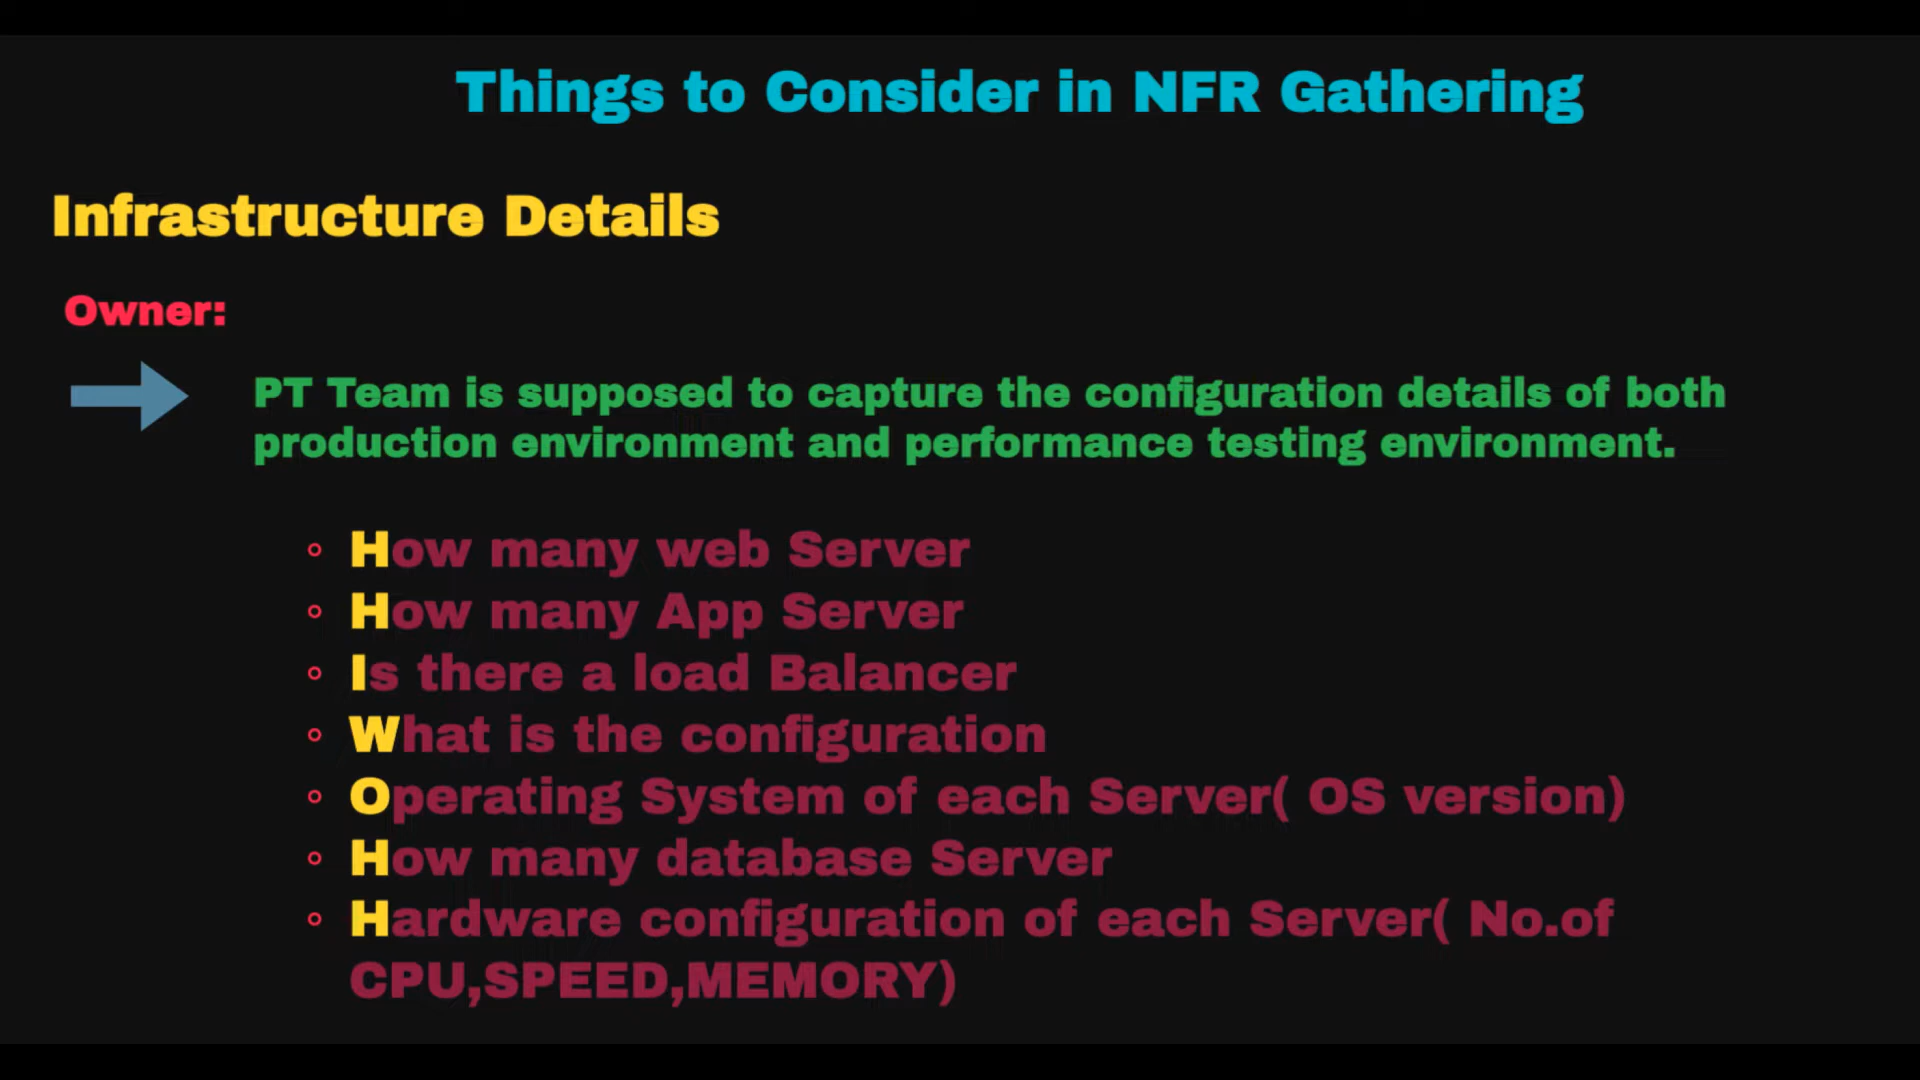 Things to Consider in NFR Gathering
Infrastructure Details
Owner:
PT Team is supposed to capture the configuration details of both
production environment and performance testing environment.
How many web Server
How many App Server
Is there a load Balancer
What is the configuration
Operating System of each Server( OS version)
How many database Server
Hardware configuration of each Server( No.of
CPU,SPEED,MEMORY)